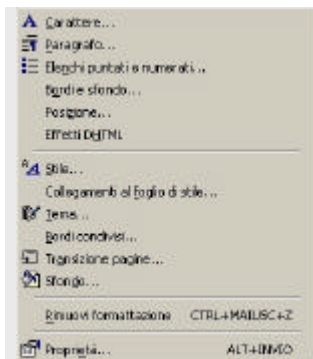 Carattere...
Paragrafo...
Elenchi puntati e numerati...
Bordi e sfondo...
Posizione...
Effetti DHTML
Stile...
Collegamenti al foglio di stile...
Tema...
Bordi condivisi...
Transizione pagine...
Sfondo...
Rimuovi formattazione CTRL+MAIUSC+Z
Proprietà... ALT+INVIO